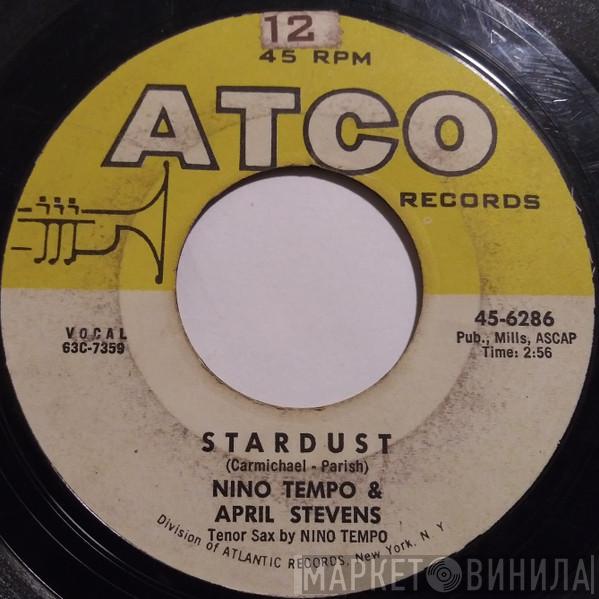 12
45 RPM
ATCO
RECORDS
VOCAL
63C-7359
45-6286
Pub., Mills, ASCAP
Time: 2:56
STARDUST
(Carmichael - Parish)
NINO TEMPO &
APRIL STEVENS
Tenor Sax by NINO TEMPO
Division of ATLANTIC RECORDS, New York, N. Y
МАРКЕТ ВИНИЛА